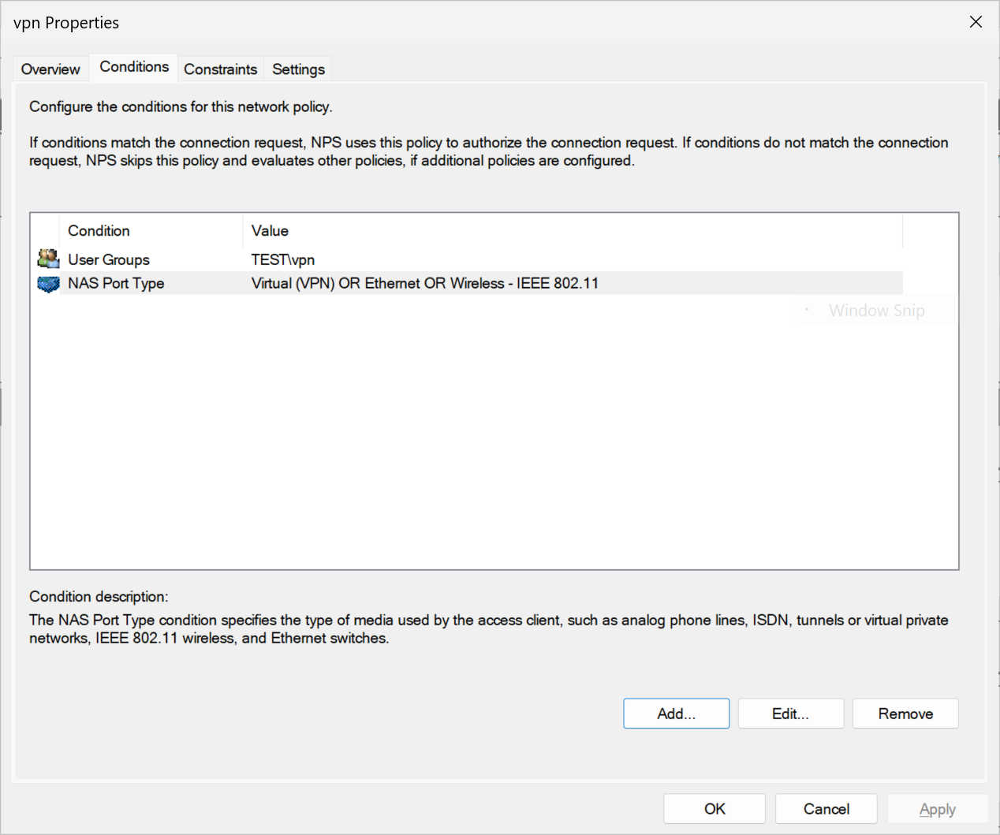 vpn Properties
Overview
Conditions
Constraints
Settings
Configure the conditions for this network policy.
If conditions match the connection request, NPS uses this policy to authorize the connection request. If conditions do not match the connection
request, NPS skips this policy and evaluates other policies, if additional policies are configured.
Condition Value
User Groups TEST\vpn
NAS Port Type Virtual (VPN) OR Ethernet OR Wireless - IEEE 802.11
Window Snip
Condition description:
The NAS Port Type condition specifies the type of media used by the access client, such as analog phone lines, ISDN, tunnels or virtual private
networks, IEEE 802.11 wireless, and Ethernet switches.
Add... Edit... Remove
OK Cancel Apply